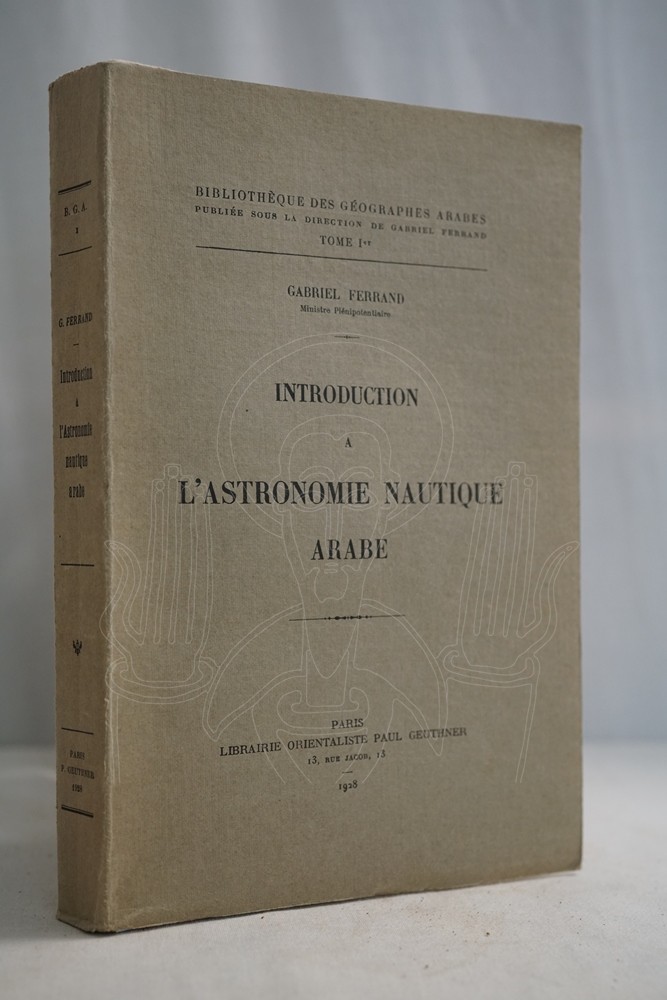 BIBLIOTHÈQUE DES GÉOGRAPHES ARABES
PUBLIÉE SOUS LA DIRECTION DE GABRIEL FERRAND
TOME Iᵉʳ
GABRIEL FERRAND
Ministre Plénipotentiaire
INTRODUCTION
A
L'ASTRONOMIE NAUTIQUE
ARABE
PARIS
LIBRAIRIE ORIENTALISTE PAUL GEUTHNER
13, RUE JACOB, 13
1928
B. G. A.
I
G. FERRAND
Introduction
à
l'Astronomie
nautique
arabe
PARIS
P. GEUTHNER
1928